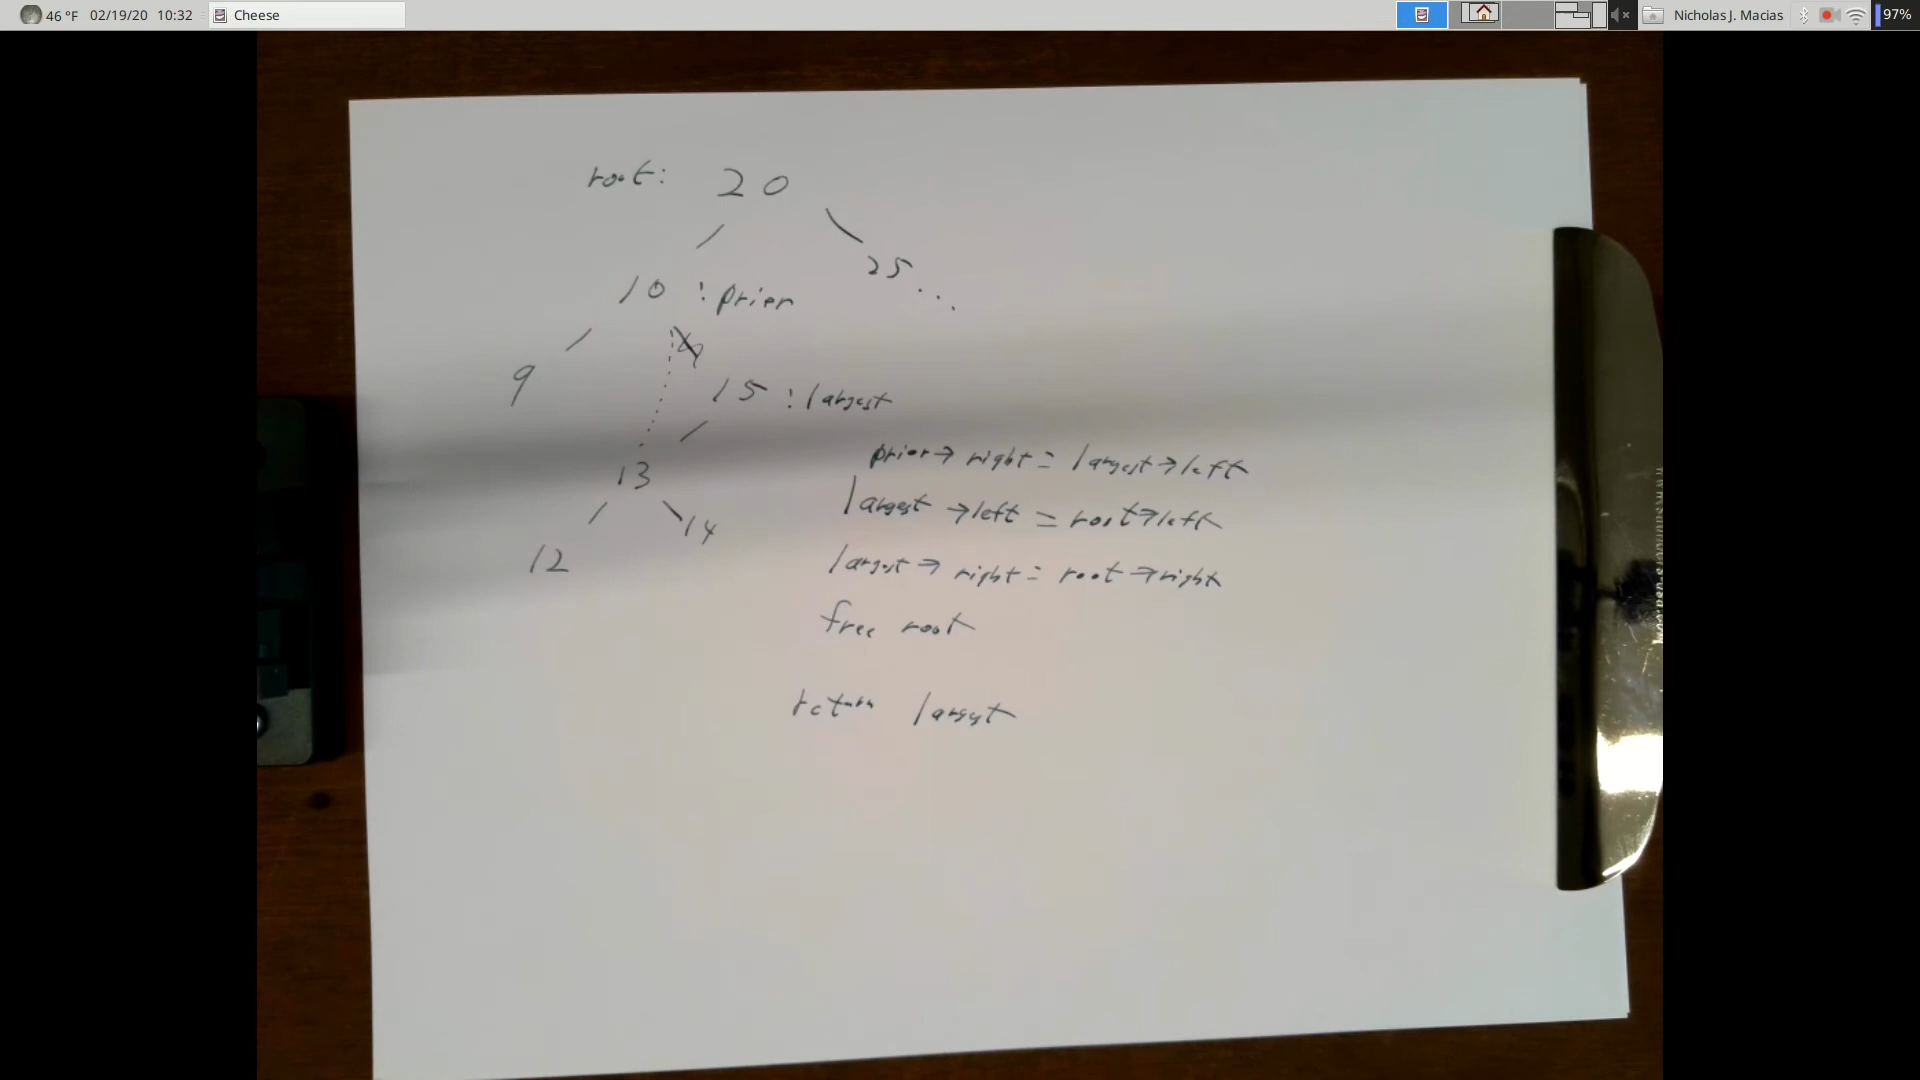 46 °F 02/19/20 10:32 Cheese Nicholas J. Macias 97%
root: 20
25...
10 : prior
9
15 : largest
prior→right = largest→left
13
largest →left = root→left
14
12
largest → right = root →right
free root
return largest